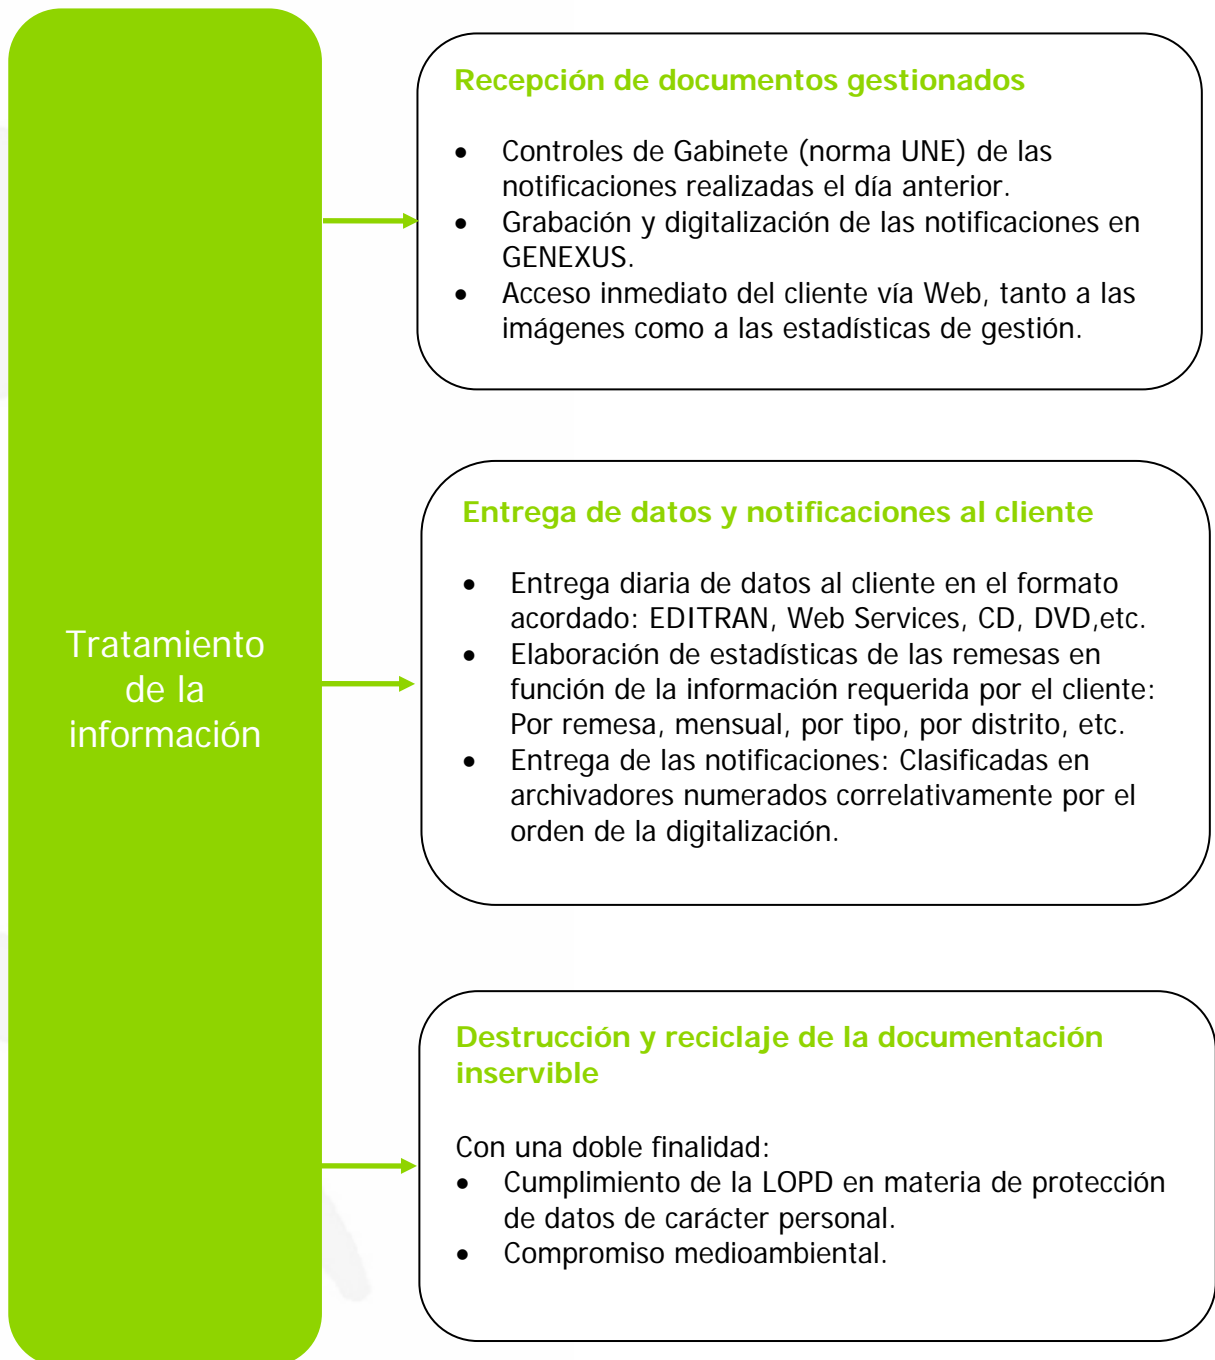 Tratamiento
de la
información
Recepción de documentos gestionados
• Controles de Gabinete (norma UNE) de las
notificaciones realizadas el día anterior.
• Grabación y digitalización de las notificaciones en
GENEXUS.
• Acceso inmediato del cliente vía Web, tanto a las
imágenes como a las estadísticas de gestión.
Entrega de datos y notificaciones al cliente
• Entrega diaria de datos al cliente en el formato
acordado: EDITRAN, Web Services, CD, DVD,etc.
• Elaboración de estadísticas de las remesas en
función de la información requerida por el cliente:
Por remesa, mensual, por tipo, por distrito, etc.
• Entrega de las notificaciones: Clasificadas en
archivadores numerados correlativamente por el
orden de la digitalización.
Destrucción y reciclaje de la documentación
inservible
Con una doble finalidad:
• Cumplimiento de la LOPD en materia de protección
de datos de carácter personal.
• Compromiso medioambiental.